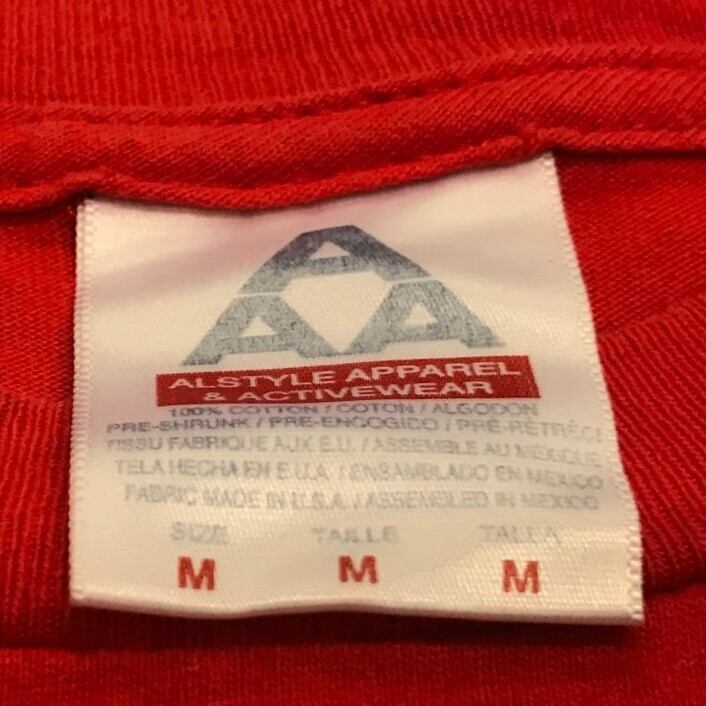 AAA
ALSTYLE APPAREL
& ACTIVEWEAR
100% COTTON / COTON / ALGODON
PRE-SHRUNK / PRE-ENCOGIDO / PRÉ-RÉTRÉCI
TISSU FABRIQUE AUX E.U. / ASSEMBLE AU MEXIQUE
TELA HECHA EN E.U.A. / ENSAMBLADO EN MEXICO
FABRIC MADE IN U.S.A. / ASSEMBLED IN MEXICO
SIZE TAILLE TALLA
M M M